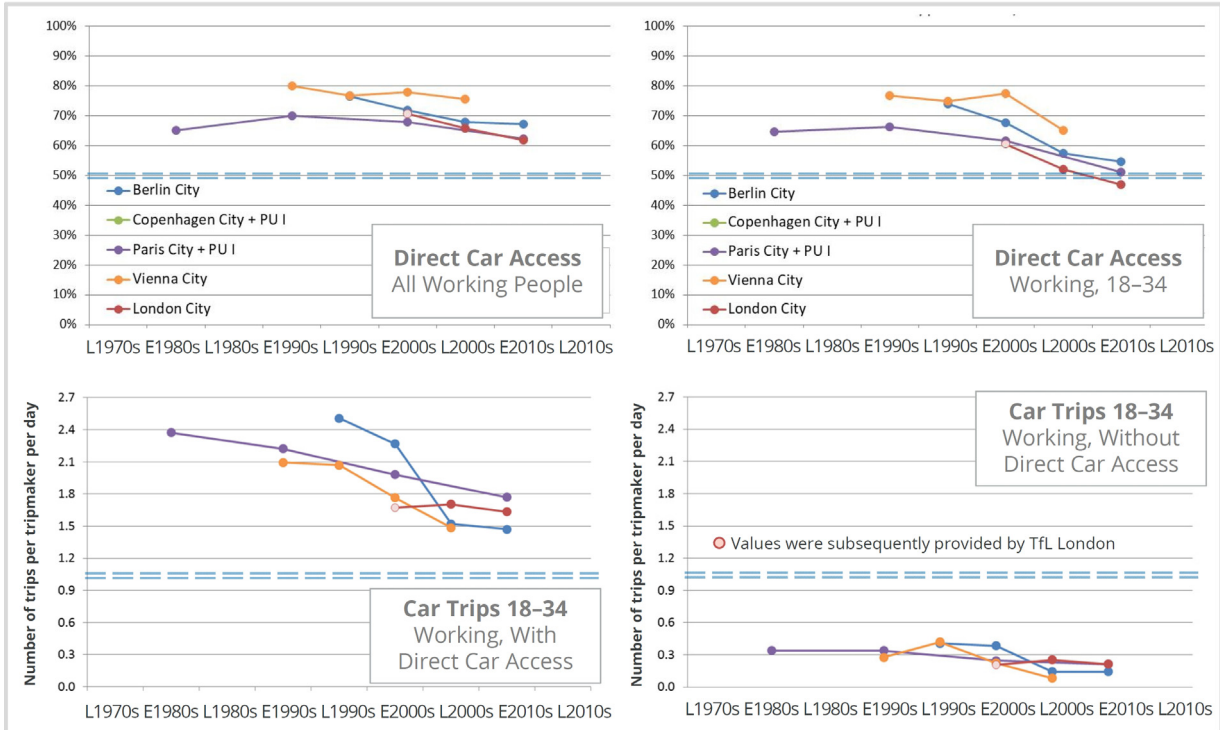 100%
90%
80%
70%
60%
50%
40%
30%
20%
10%
0%
Berlin City
Copenhagen City + PU I
Paris City + PU I
Vienna City
London City
Direct Car Access
All Working People
L1970s E1980s L1980s E1990s L1990s E2000s L2000s E2010s L2010s
100%
90%
80%
70%
60%
50%
40%
30%
20%
10%
0%
Berlin City
Copenhagen City + PU I
Paris City + PU I
Vienna City
London City
Direct Car Access
Working, 18–34
L1970s E1980s L1980s E1990s L1990s E2000s L2000s E2010s L2010s
Number of trips per tripmaker per day
2.7
2.4
2.1
1.8
1.5
1.2
0.9
0.6
0.3
0.0
Car Trips 18–34
Working, With
Direct Car Access
L1970s E1980s L1980s E1990s L1990s E2000s L2000s E2010s L2010s
Number of trips per tripmaker per day
2.7
2.4
2.1
1.8
1.5
1.2
0.9
0.6
0.3
0.0
Car Trips 18–34
Working, Without
Direct Car Access
Values were subsequently provided by TfL London
L1970s E1980s L1980s E1990s L1990s E2000s L2000s E2010s L2010s